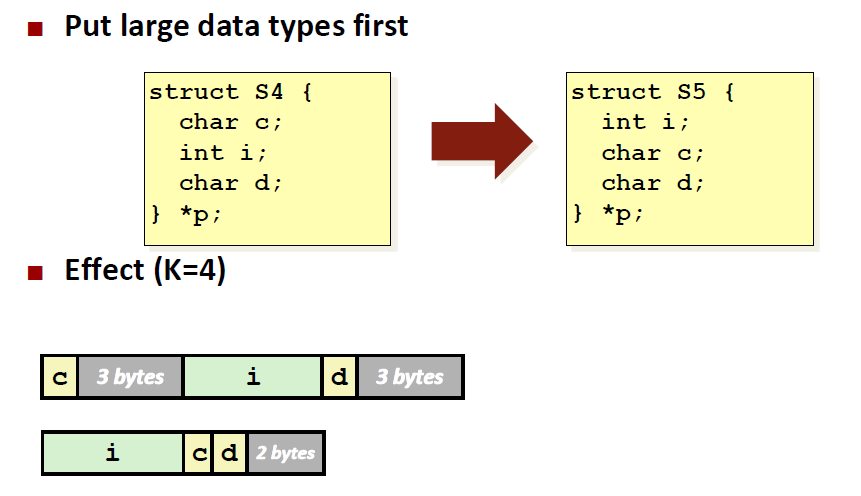 Put large data types first
struct S4 {
  char c;
  int i;
  char d;
} *p;
struct S5 {
  int i;
  char c;
  char d;
} *p;
Effect (K=4)
c 3 bytes i d 3 bytes
i c d 2 bytes